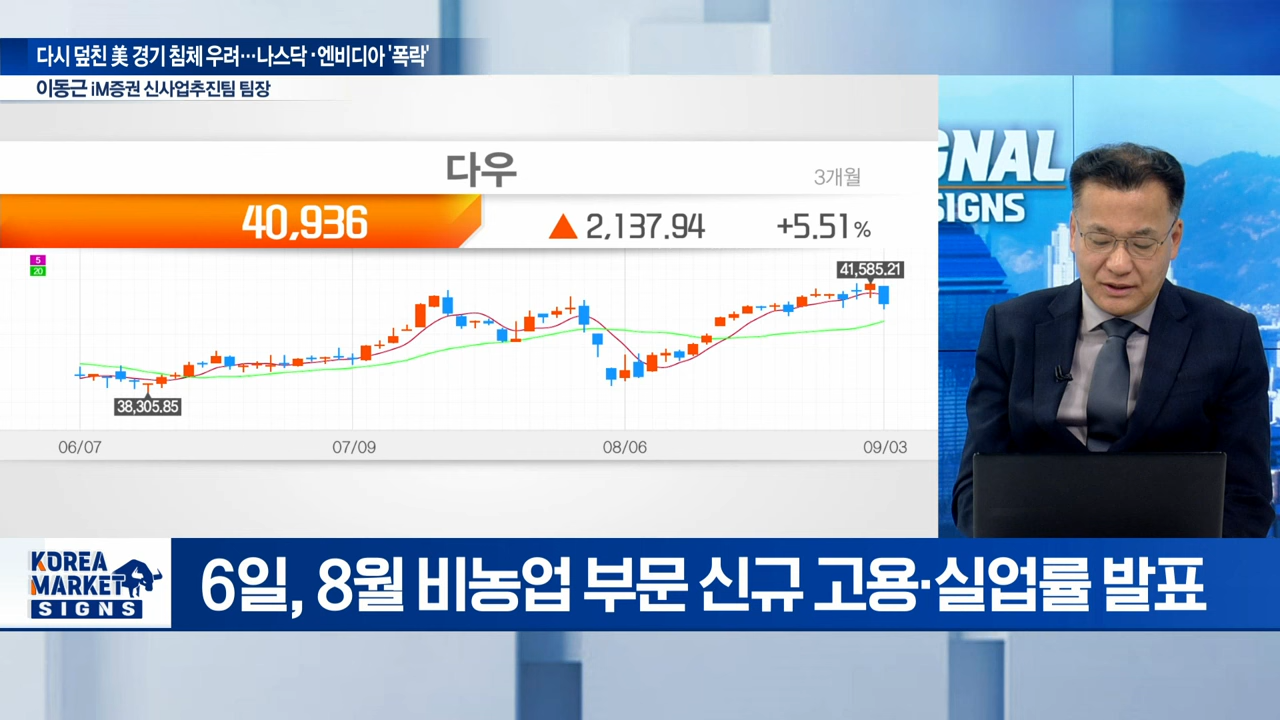 다시 덮친 美 경기 침체 우려…나스닥·엔비디아 '폭락'
이동근 iM증권 신사업추진팀 팀장
다우
3개월
40,936 ▲ 2,137.94 +5.51%
5
20
41,585.21
38,305.85
06/07 07/09 08/06 09/03
GNAL
SIGNS
KOREA
MARKET
SIGNS
6일, 8월 비농업 부문 신규 고용·실업률 발표